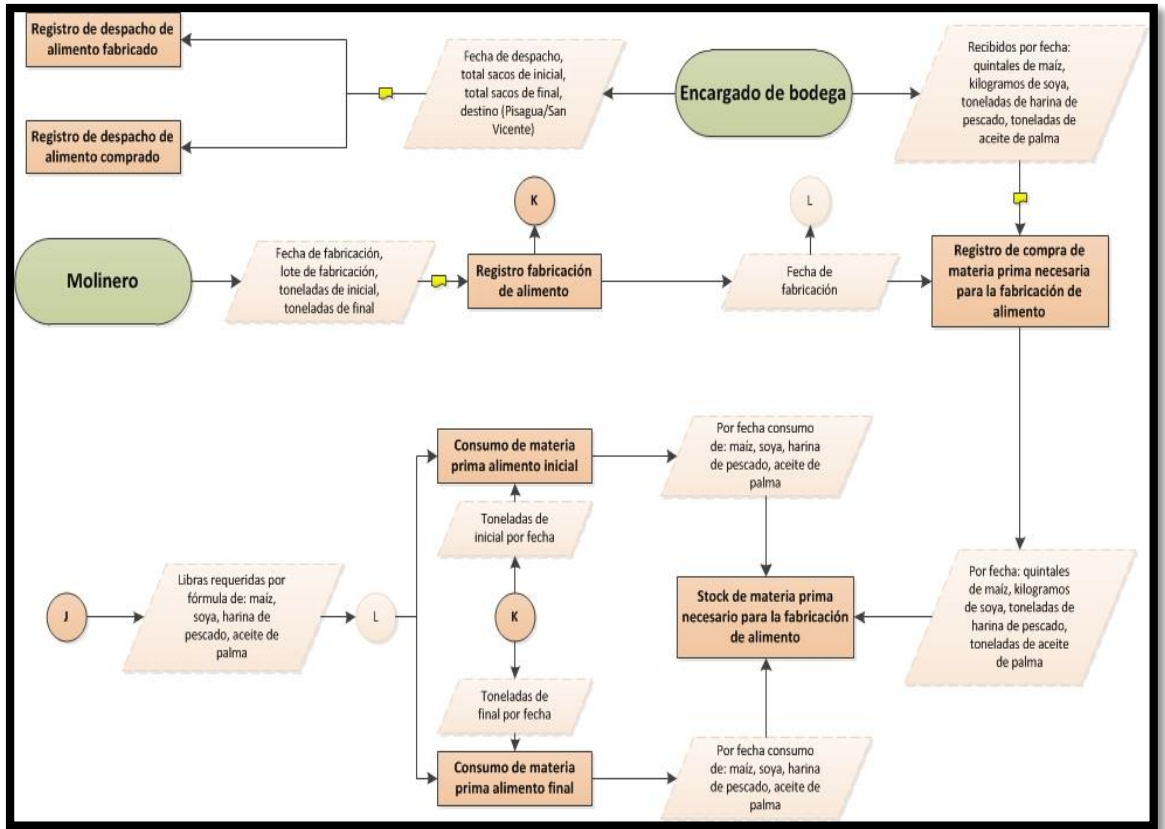 Registro de despacho de
alimento fabricado
Fecha de despacho,
total sacos de inicial,
total sacos de final,
destino (Pisagua/San
Vicente)
Encargado de bodega
Recibidos por fecha:
quintales de maíz,
kilogramos de soya,
toneladas de harina de
pescado, toneladas de
aceite de palma
Registro de despacho de
alimento comprado
K
L
Molinero
Fecha de fabricación,
lote de fabricación,
toneladas de inicial,
toneladas de final
Registro fabricación
de alimento
Fecha de
fabricación
Registro de compra de
materia prima necesaria
para la fabricación de
alimento
Consumo de materia
prima alimento inicial
Por fecha consumo
de: maíz, soya, harina
de pescado, aceite de
palma
Toneladas de
inicial por fecha
J
Libras requeridas por
fórmula de: maíz,
soya, harina de
pescado, aceite de
palma
L
K
Stock de materia prima
necesario para la fabricación
de alimento
Por fecha: quintales
de maíz, kilogramos
de soya, toneladas de
harina de pescado,
toneladas de aceite
de palma
Toneladas de
final por fecha
Consumo de materia
prima alimento final
Por fecha consumo
de: maíz, soya, harina
de pescado, aceite de
palma